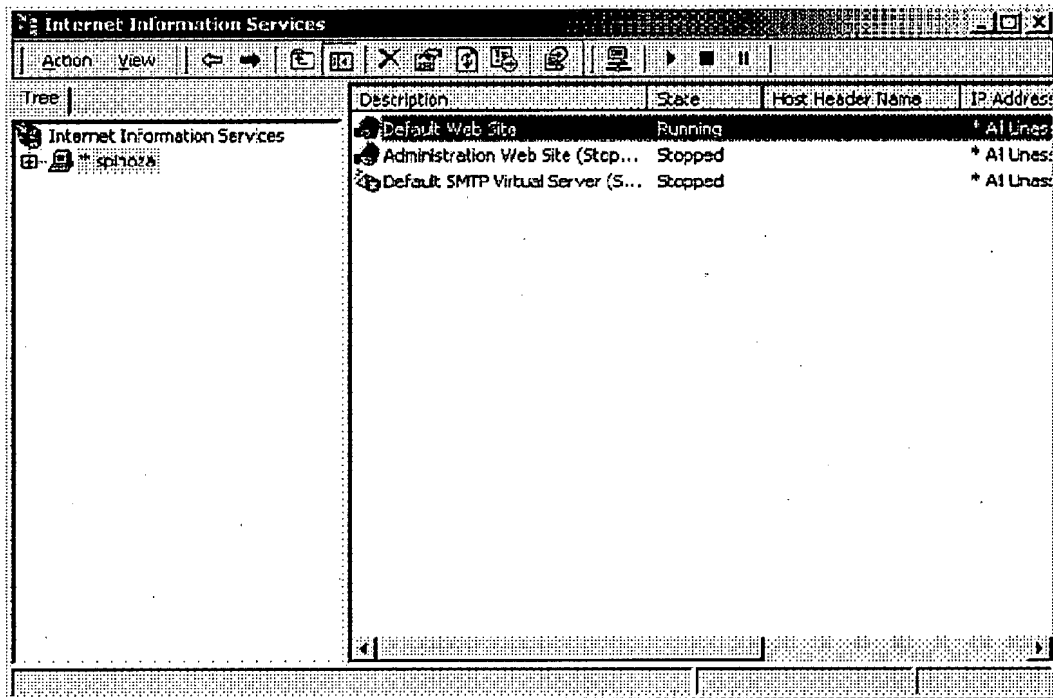 Internet Information Services
Action View
Tree
Description State Host Header Name IP Address
Internet Information Services
* spinoza
Default Web Site Running * All Unass
Administration Web Site (Stop... Stopped * All Unass
Default SMTP Virtual Server (S... Stopped * All Unass